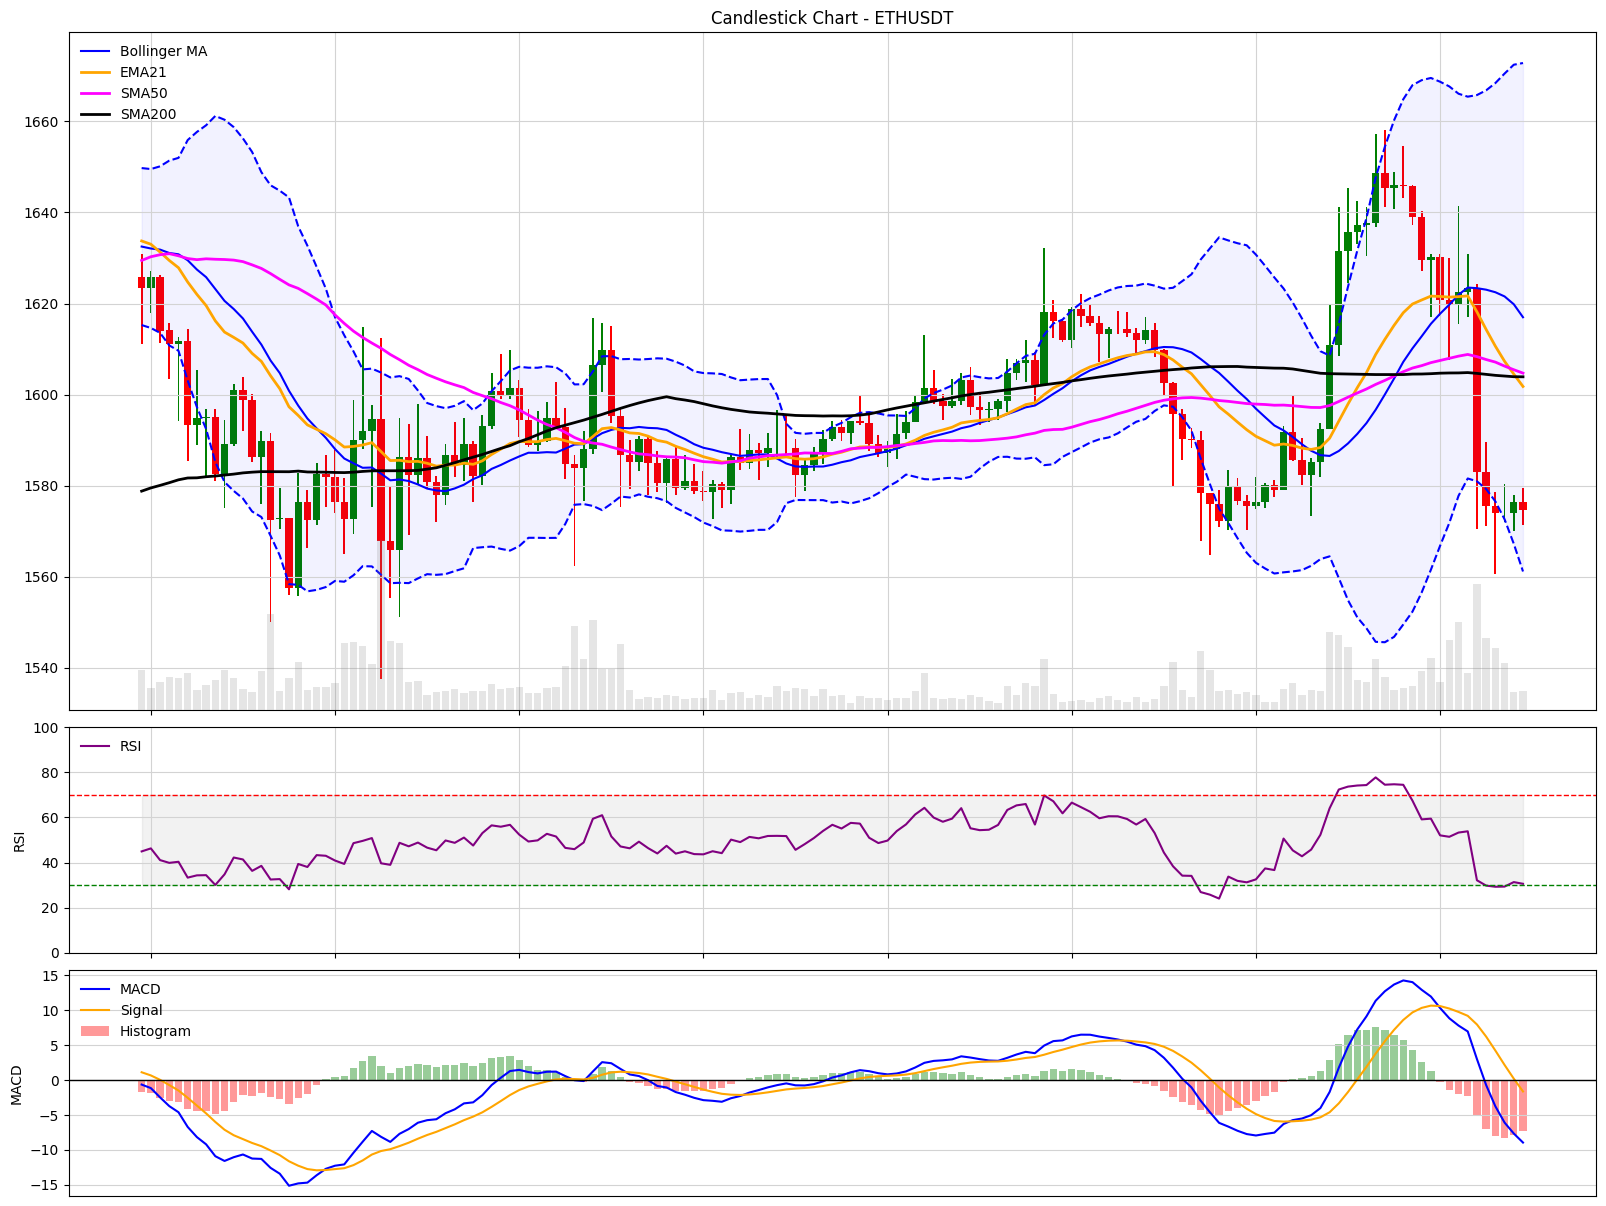 Candlestick Chart - ETHUSDT
Bollinger MA
EMA21
SMA50
SMA200
1660
1640
1620
1600
1580
1560
1540
100
80
60
40
20
0
RSI
RSI
15
10
5
0
−5
−10
−15
MACD
MACD
Signal
Histogram